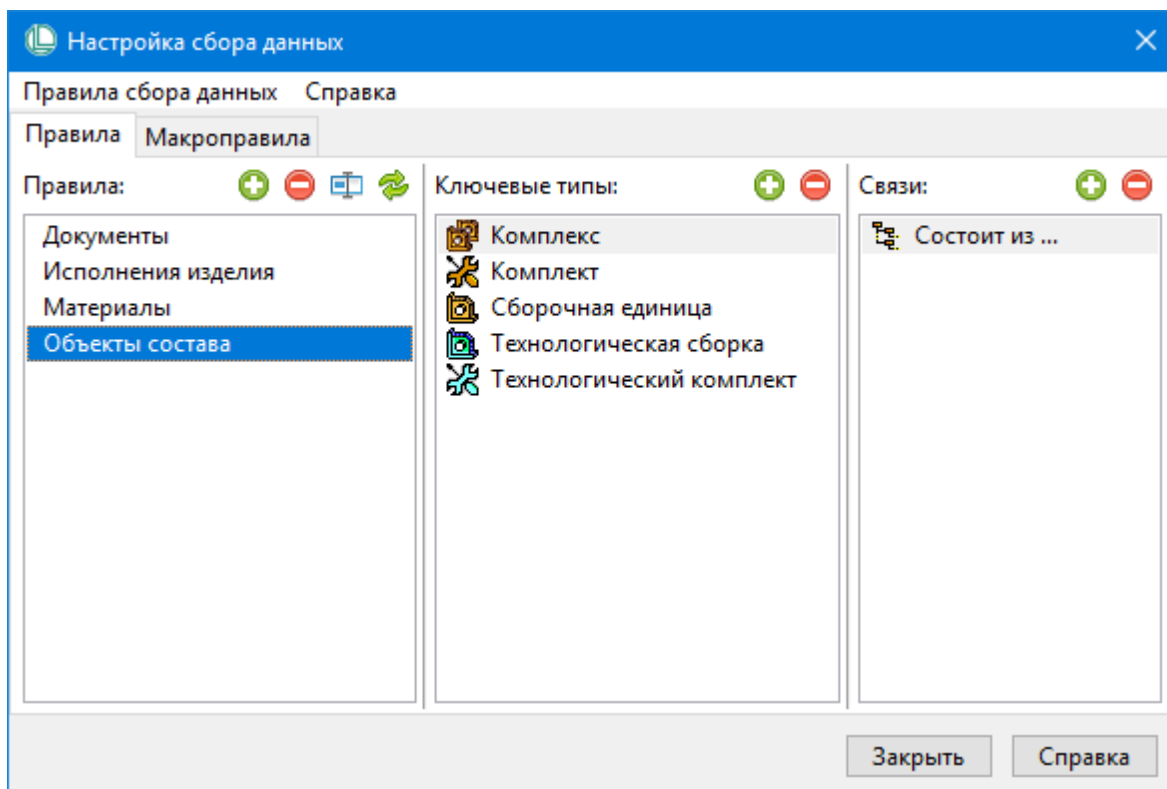 Настройка сбора данных
Правила сбора данных Справка
Правила Макроправила
Правила:
Документы
Исполнения изделия
Материалы
Объекты состава
Ключевые типы:
Комплекс
Комплект
Сборочная единица
Технологическая сборка
Технологический комплект
Связи:
Состоит из ...
Закрыть Справка